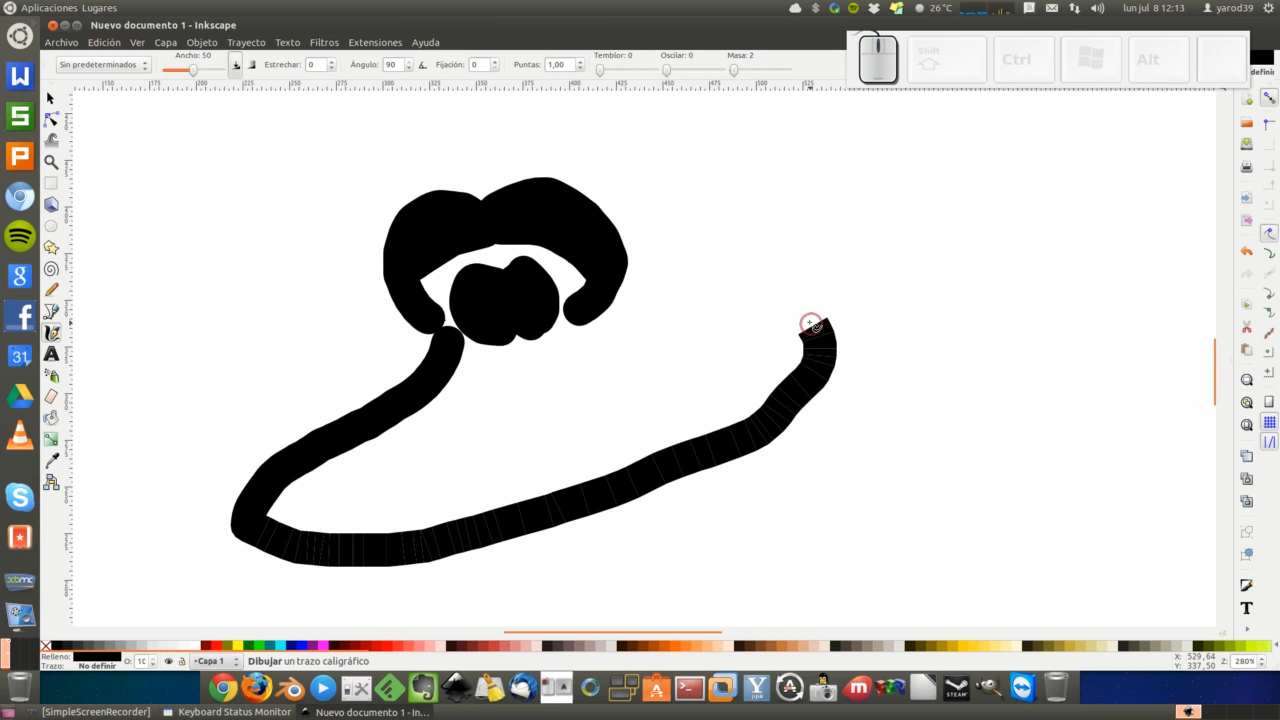 Aplicaciones Lugares
26°C
lun jul 8 12:13
yarod39
Nuevo documento 1 - Inkscape
Archivo Edición Ver Capa Objeto Trayecto Texto Filtros Extensiones Ayuda
Shift
Ctrl
Alt
Sin predeterminados
Ancho: 50
Estrechar: 0
Ángulo: 90
Fijación: 0
Puntas: 1,00
Temblor: 0
Oscilar: 0
Masa: 2
Relleno:
Trazo: No definir
O:
Capa 1
Dibujar un trazo caligráfico
X: 529,64
Y: 337,50
Z: 280%
[SimpleScreenRecorder]
Keyboard Status Monitor
Nuevo documento 1 - In...